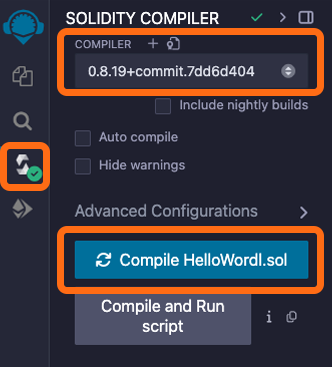 SOLIDITY COMPILER
COMPILER
0.8.19+commit.7dd6d404
Include nightly builds
Auto compile
Hide warnings
Advanced Configurations
Compile HelloWordl.sol
Compile and Run
script
i